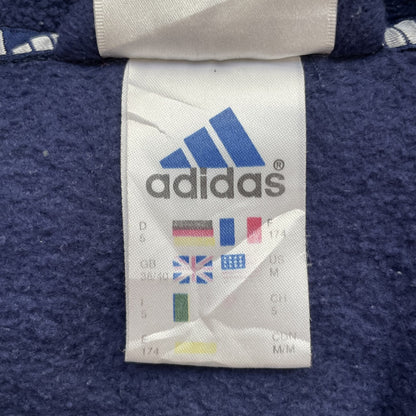 adidas®
D F
5 174
GB US
38/40 M
I CH
5 5
E CDN
174 M/M